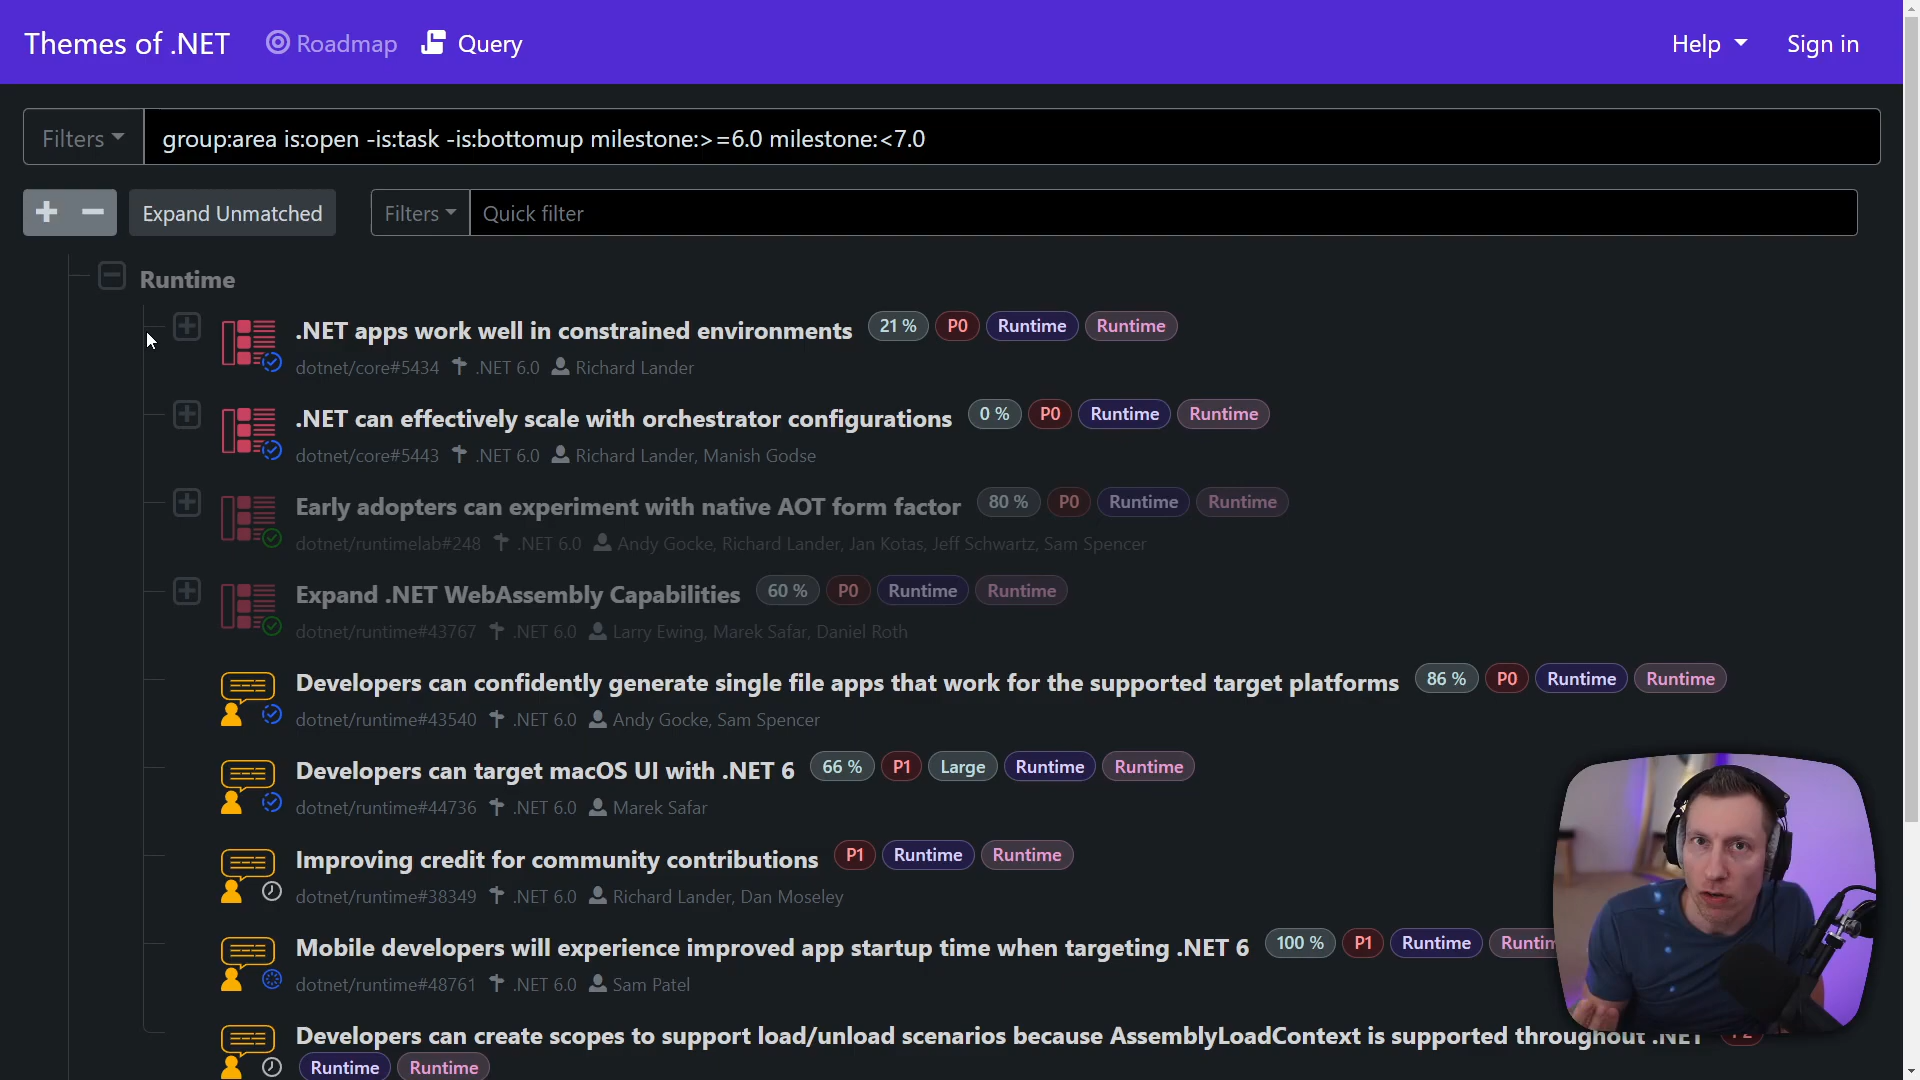 Themes of .NET Roadmap Query Help Sign in
Filters group:area is:open -is:task -is:bottomup milestone:>=6.0 milestone:<7.0
Expand Unmatched Filters Quick filter
Runtime
.NET apps work well in constrained environments 21 % P0 Runtime Runtime
dotnet/core#5434 .NET 6.0 Richard Lander
.NET can effectively scale with orchestrator configurations 0 % P0 Runtime Runtime
dotnet/core#5443 .NET 6.0 Richard Lander, Manish Godse
Early adopters can experiment with native AOT form factor 80 % P0 Runtime Runtime
dotnet/runtimelab#248 .NET 6.0 Andy Gocke, Richard Lander, Jan Kotas, Jeff Schwartz, Sam Spencer
Expand .NET WebAssembly Capabilities 60 % P0 Runtime Runtime
dotnet/runtime#43767 .NET 6.0 Larry Ewing, Marek Safar, Daniel Roth
Developers can confidently generate single file apps that work for the supported target platforms 86 % P0 Runtime Runtime
dotnet/runtime#43540 .NET 6.0 Andy Gocke, Sam Spencer
Developers can target macOS UI with .NET 6 66 % P1 Large Runtime Runtime
dotnet/runtime#44736 .NET 6.0 Marek Safar
Improving credit for community contributions P1 Runtime Runtime
dotnet/runtime#38349 .NET 6.0 Richard Lander, Dan Moseley
Mobile developers will experience improved app startup time when targeting .NET 6 100 % P1 Runtime
dotnet/runtime#48761 .NET 6.0 Sam Patel
Developers can create scopes to support load/unload scenarios because AssemblyLoadContext is supported throughout .NET
Runtime Runtime